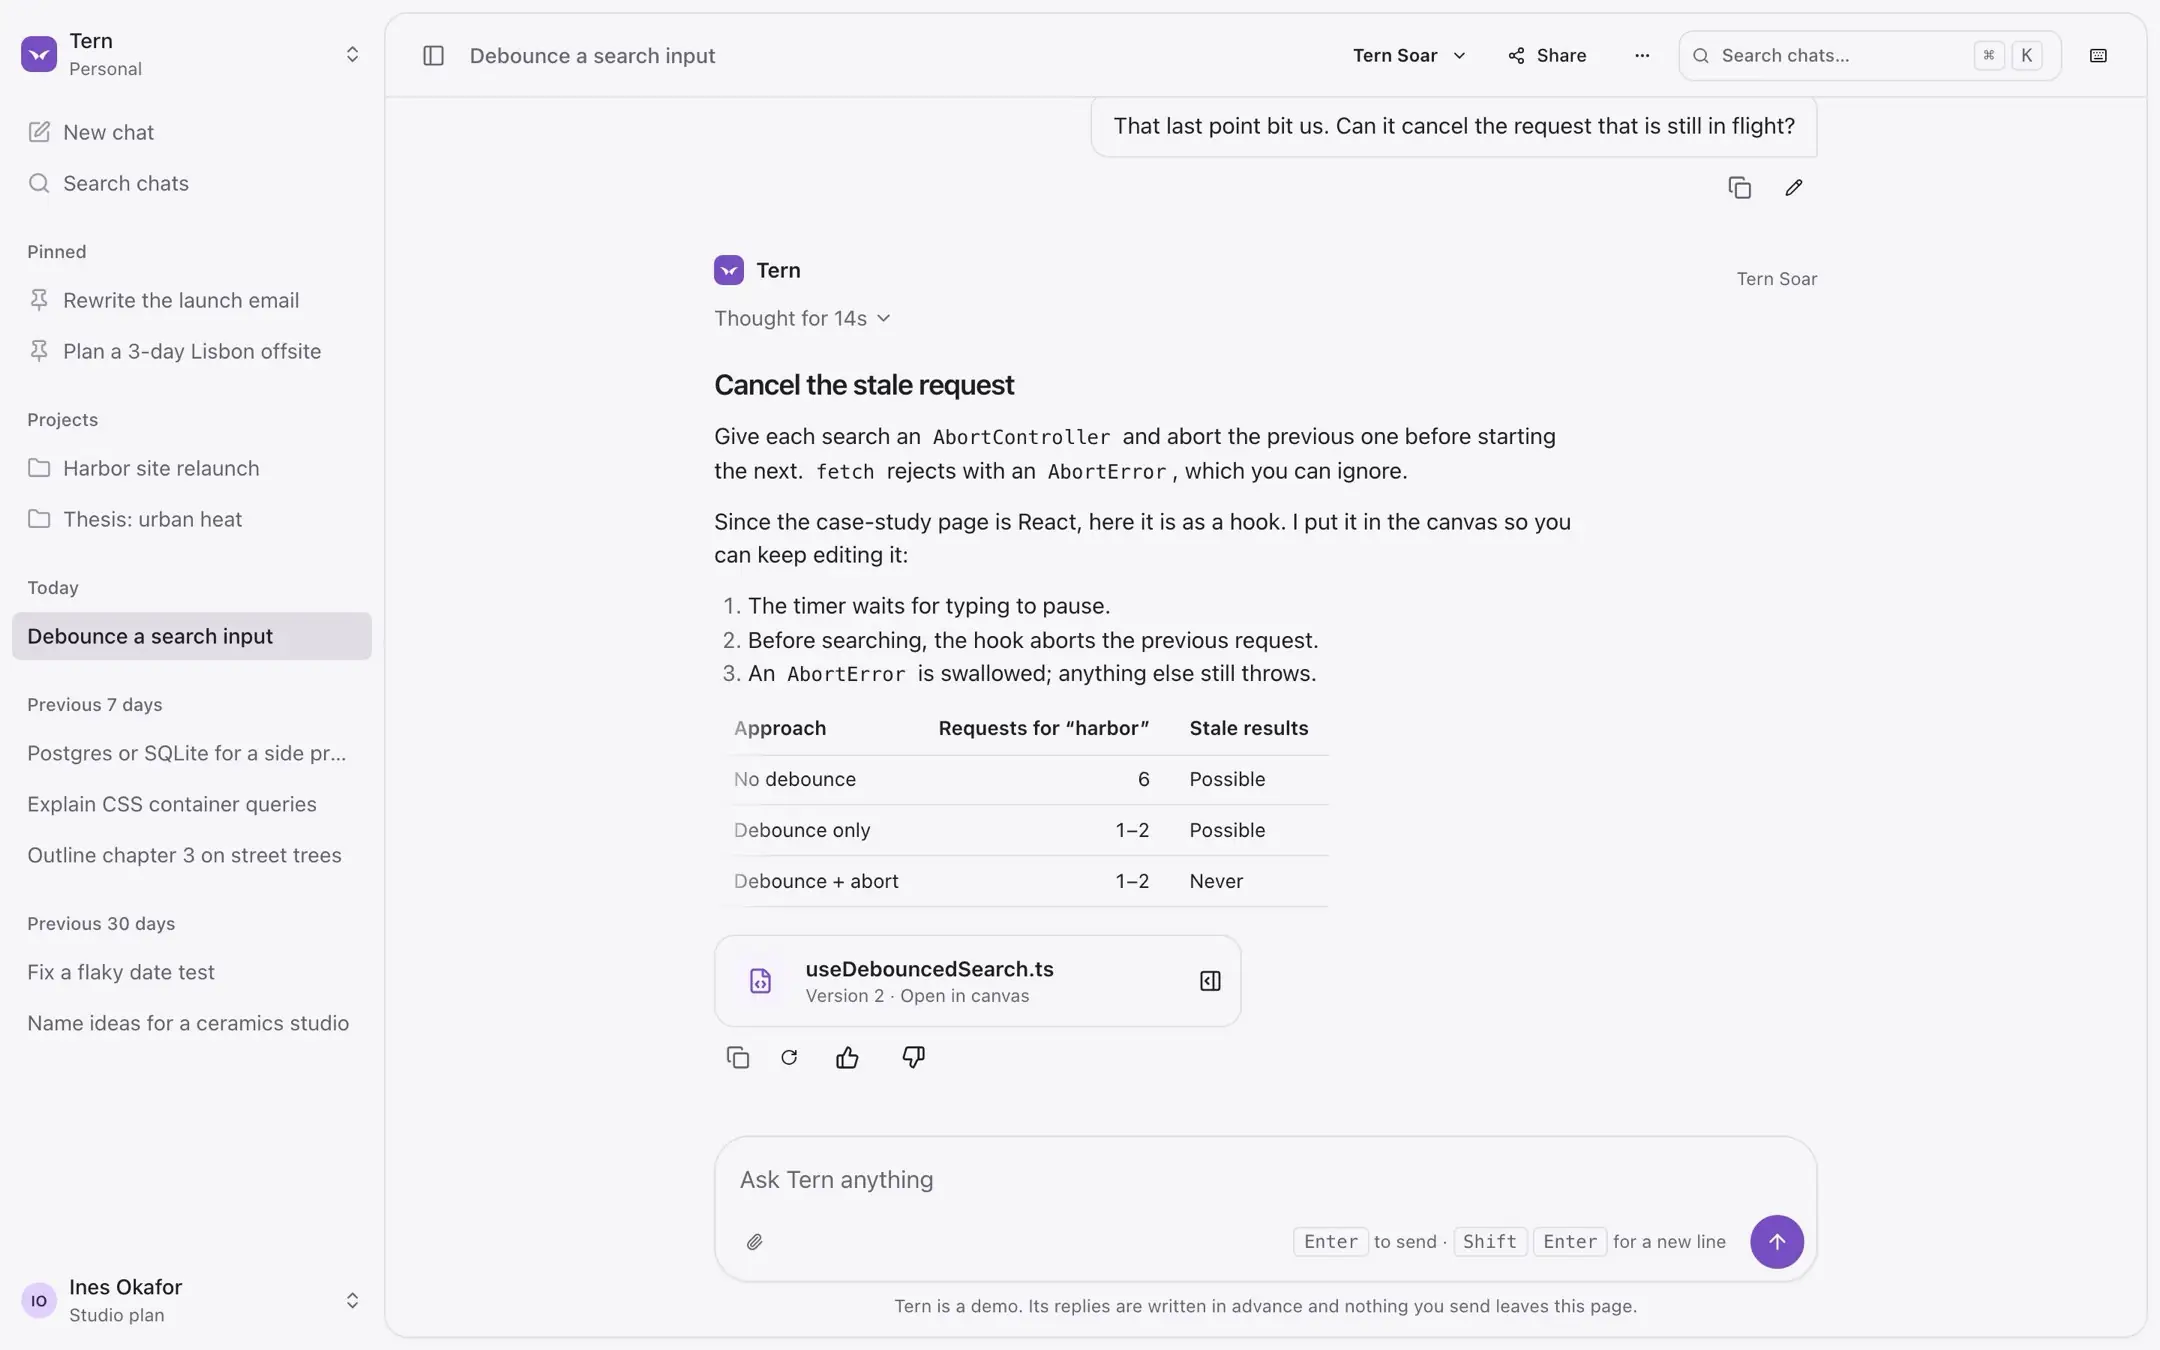 Tern
Personal
New chat
Search chats
Pinned
Rewrite the launch email
Plan a 3-day Lisbon offsite
Projects
Harbor site relaunch
Thesis: urban heat
Today
Debounce a search input
Previous 7 days
Postgres or SQLite for a side pr...
Explain CSS container queries
Outline chapter 3 on street trees
Previous 30 days
Fix a flaky date test
Name ideas for a ceramics studio
IO
Ines Okafor
Studio plan
Debounce a search input
Tern Soar
Share
Search chats...
⌘ K
That last point bit us. Can it cancel the request that is still in flight?
Tern
Tern Soar
Thought for 14s
Cancel the stale request
Give each search an AbortController and abort the previous one before starting
the next. fetch rejects with an AbortError, which you can ignore.
Since the case-study page is React, here it is as a hook. I put it in the canvas so you
can keep editing it:
1. The timer waits for typing to pause.
2. Before searching, the hook aborts the previous request.
3. An AbortError is swallowed; anything else still throws.
Approach Requests for “harbor” Stale results
No debounce 6 Possible
Debounce only 1–2 Possible
Debounce + abort 1–2 Never
useDebouncedSearch.ts
Version 2 · Open in canvas
Ask Tern anything
Enter to send · Shift Enter for a new line
Tern is a demo. Its replies are written in advance and nothing you send leaves this page.